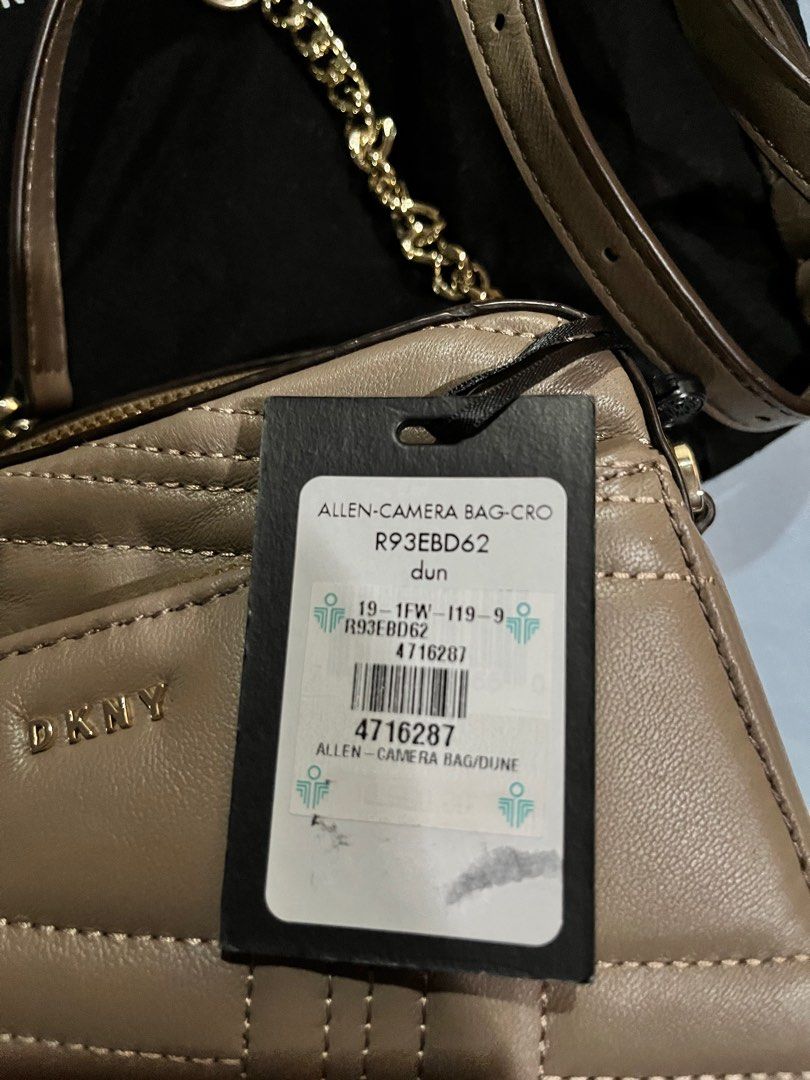 N
ALLEN-CAMERA BAG-CRO
R93EBD62
dun
19-1FW-I19-9
R93EBD62
4716287
4716287
ALLEN-CAMERA BAG/DUNE
DKNY